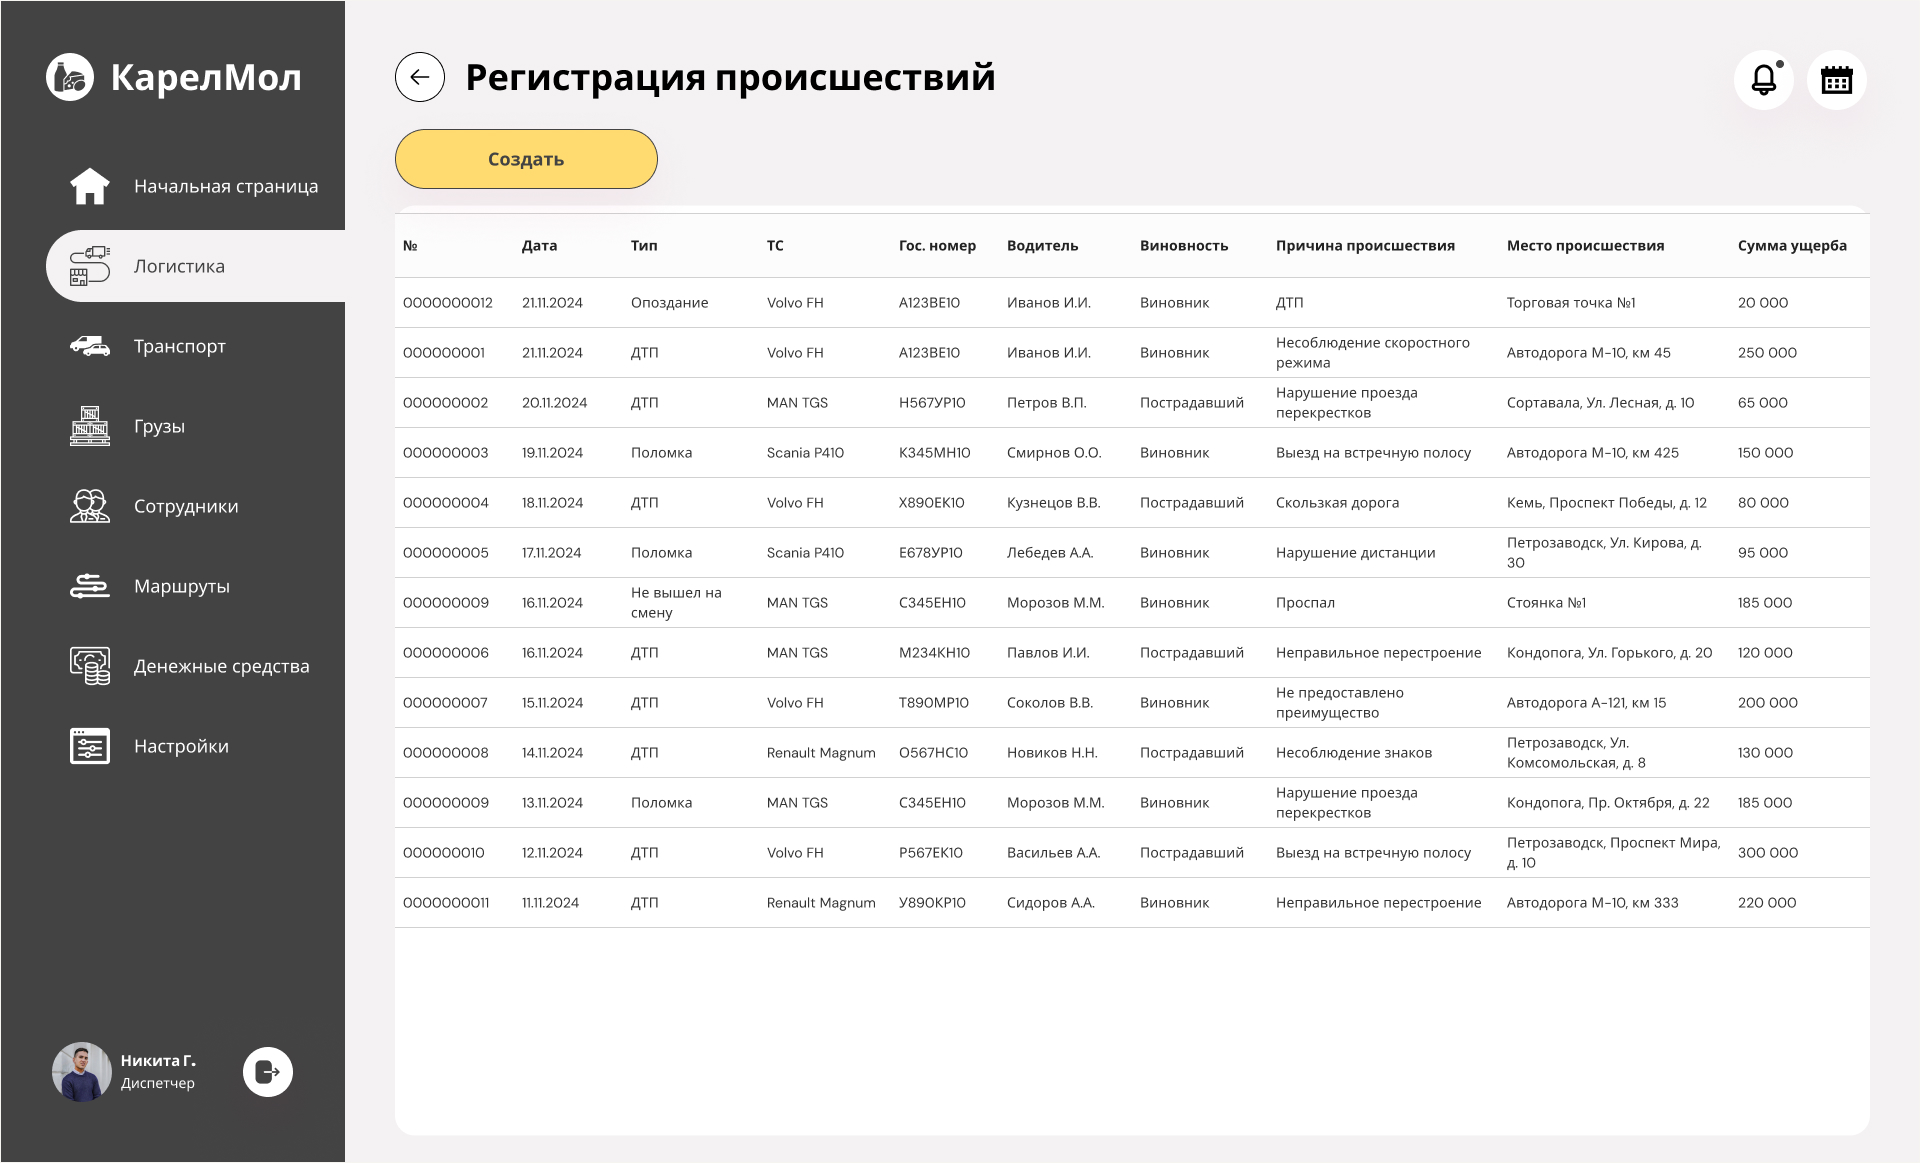 КарелМол
Начальная страница
Логистика
Транспорт
Грузы
Сотрудники
Маршруты
Денежные средства
Настройки
Никита Г.
Диспетчер
Регистрация происшествий
Создать
№ Дата Тип ТС Гос. номер Водитель Виновность Причина происшествия Место происшествия Сумма ущерба
0000000012 21.11.2024 Опоздание Volvo FH А123ВЕ10 Иванов И.И. Виновник ДТП Торговая точка №1 20 000
000000001 21.11.2024 ДТП Volvo FH А123ВЕ10 Иванов И.И. Виновник Несоблюдение скоростного режима Автодорога М-10, км 45 250 000
000000002 20.11.2024 ДТП MAN TGS Н567УР10 Петров В.П. Пострадавший Нарушение проезда перекрестков Сортавала, Ул. Лесная, д. 10 65 000
000000003 19.11.2024 Поломка Scania P410 К345МН10 Смирнов О.О. Виновник Выезд на встречную полосу Автодорога М-10, км 425 150 000
000000004 18.11.2024 ДТП Volvo FH Х890ЕК10 Кузнецов В.В. Пострадавший Скользкая дорога Кемь, Проспект Победы, д. 12 80 000
000000005 17.11.2024 Поломка Scania P410 Е678УР10 Лебедев А.А. Виновник Нарушение дистанции Петрозаводск, Ул. Кирова, д. 30 95 000
000000009 16.11.2024 Не вышел на смену MAN TGS С345ЕН10 Морозов М.М. Виновник Проспал Стоянка №1 185 000
000000006 16.11.2024 ДТП MAN TGS М234КН10 Павлов И.И. Пострадавший Неправильное перестроение Кондопога, Ул. Горького, д. 20 120 000
000000007 15.11.2024 ДТП Volvo FH Т890МР10 Соколов В.В. Виновник Не предоставлено преимущество Автодорога А-121, км 15 200 000
000000008 14.11.2024 ДТП Renault Magnum О567НС10 Новиков Н.Н. Пострадавший Несоблюдение знаков Петрозаводск, Ул. Комсомольская, д. 8 130 000
000000009 13.11.2024 Поломка MAN TGS С345ЕН10 Морозов М.М. Виновник Нарушение проезда перекрестков Кондопога, Пр. Октября, д. 22 185 000
000000010 12.11.2024 ДТП Volvo FH Р567ЕК10 Васильев А.А. Пострадавший Выезд на встречную полосу Петрозаводск, Проспект Мира, д. 10 300 000
0000000011 11.11.2024 ДТП Renault Magnum У890КР10 Сидоров А.А. Виновник Неправильное перестроение Автодорога М-10, км 333 220 000